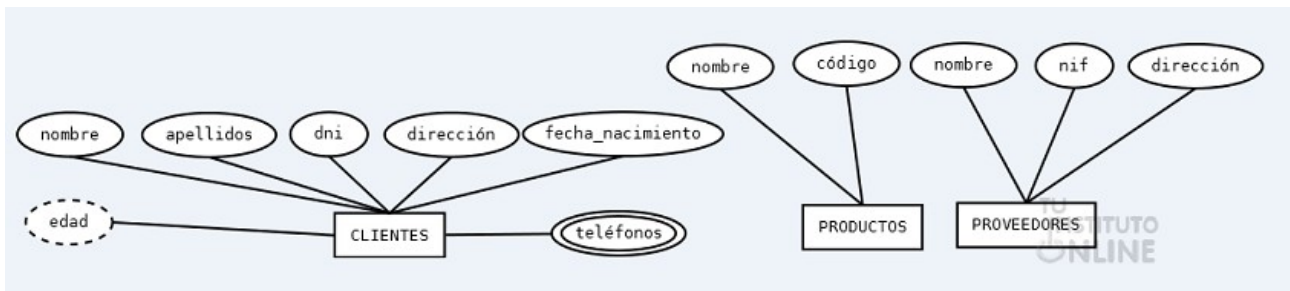 nombre
código
nombre
nif
dirección
nombre
apellidos
dni
dirección
fecha_nacimiento
edad
CLIENTES
teléfonos
PRODUCTOS
PROVEEDORES
TU
INSTITUTO
ONLINE